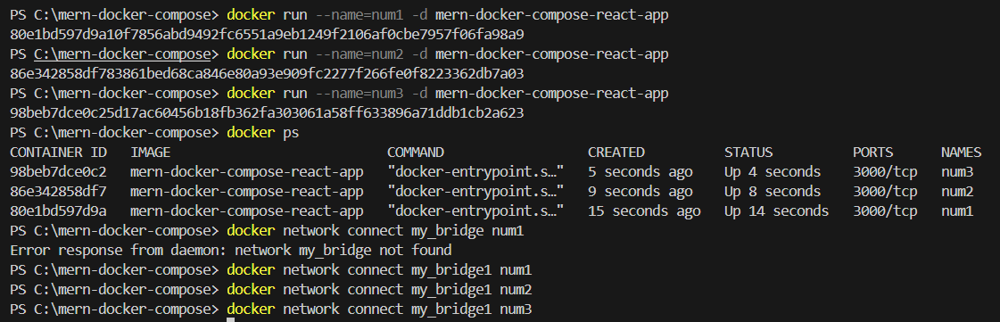 PS C:\mern-docker-compose> docker run --name=num1 -d mern-docker-compose-react-app
80e1bd597d9a10f7856abd9492fc6551a9eb1249f2106af0cbe7957f06fa98a9
PS C:\mern-docker-compose> docker run --name=num2 -d mern-docker-compose-react-app
86e342858df783861bed68ca846e80a93e909fc2277f266fe0f8223362db7a03
PS C:\mern-docker-compose> docker run --name=num3 -d mern-docker-compose-react-app
98beb7dce0c25d17ac60456b18fb362fa303061a58ff633896a71ddb1cb2a623
PS C:\mern-docker-compose> docker ps
CONTAINER ID   IMAGE                           COMMAND                  CREATED          STATUS          PORTS      NAMES
98beb7dce0c2   mern-docker-compose-react-app   "docker-entrypoint.s…"   5 seconds ago    Up 4 seconds    3000/tcp   num3
86e342858df7   mern-docker-compose-react-app   "docker-entrypoint.s…"   9 seconds ago    Up 8 seconds    3000/tcp   num2
80e1bd597d9a   mern-docker-compose-react-app   "docker-entrypoint.s…"   15 seconds ago   Up 14 seconds   3000/tcp   num1
PS C:\mern-docker-compose> docker network connect my_bridge num1
Error response from daemon: network my_bridge not found
PS C:\mern-docker-compose> docker network connect my_bridge1 num1
PS C:\mern-docker-compose> docker network connect my_bridge1 num2
PS C:\mern-docker-compose> docker network connect my_bridge1 num3